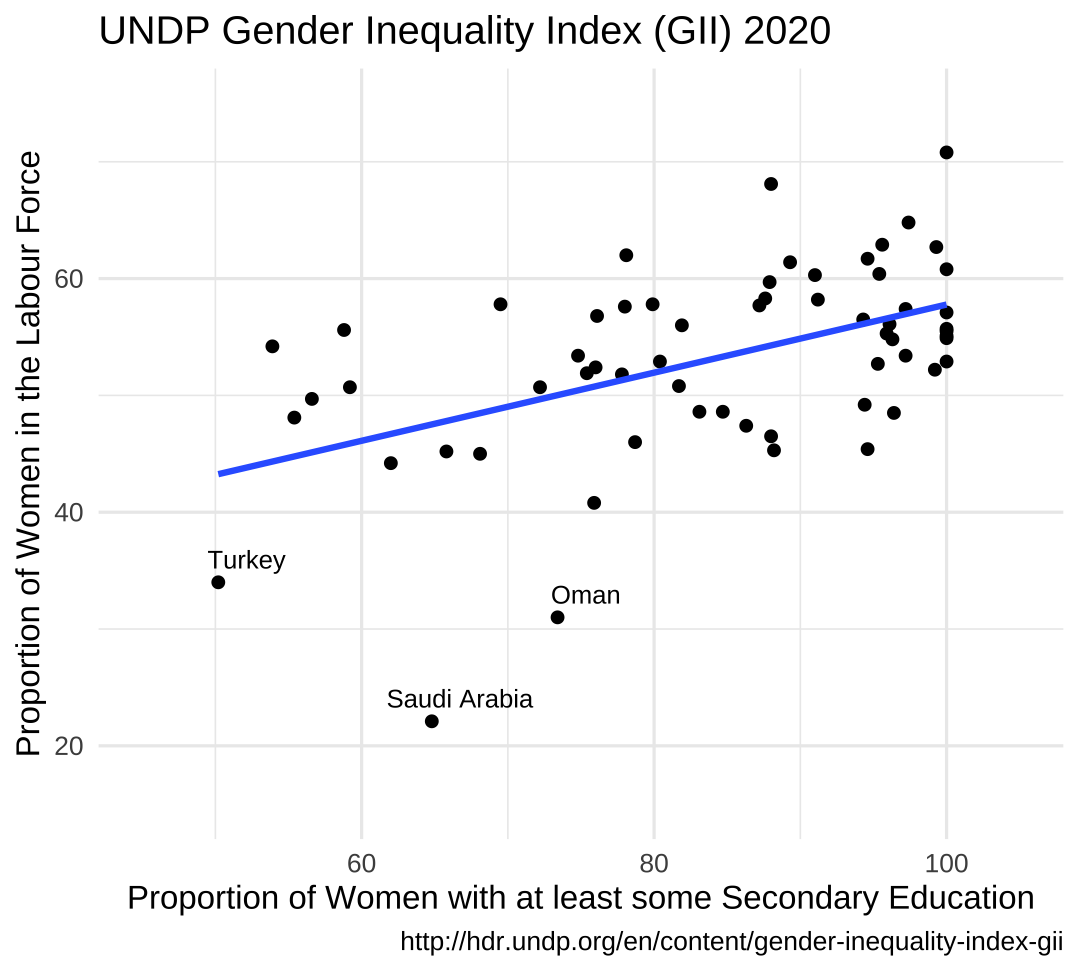 UNDP Gender Inequality Index (GII) 2020
Proportion of Women in the Labour Force
60
40
20
Turkey
Oman
Saudi Arabia
60
80
100
Proportion of Women with at least some Secondary Education
http://hdr.undp.org/en/content/gender-inequality-index-gii